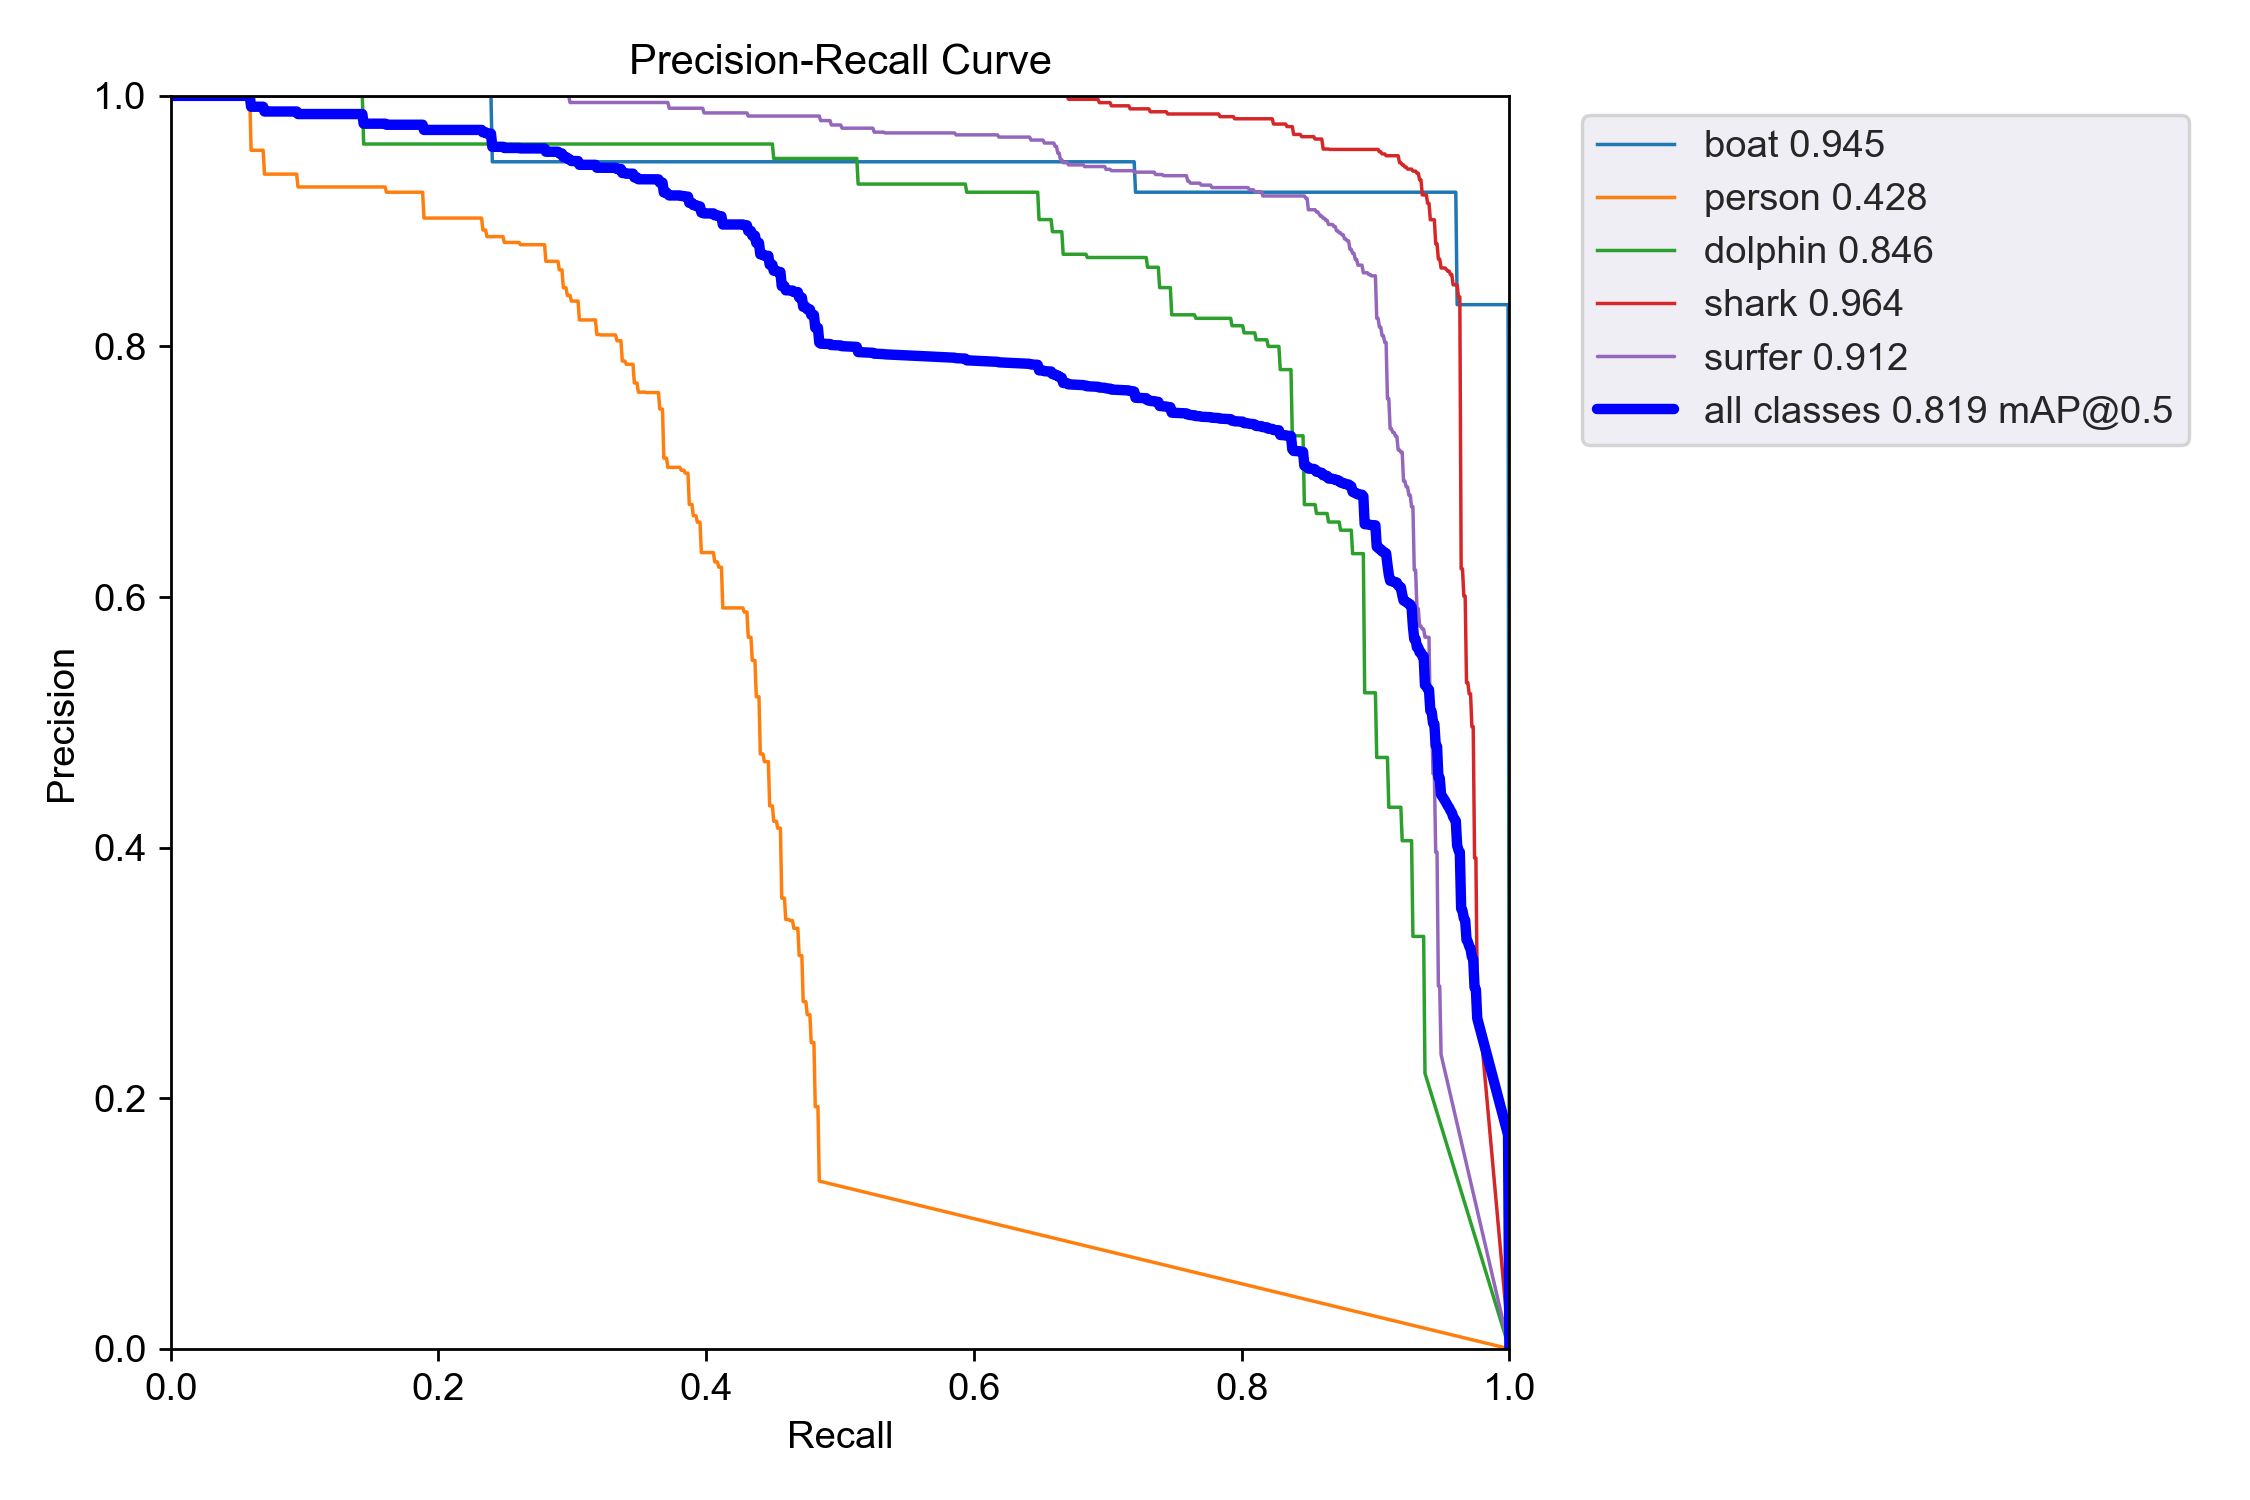 Precision-Recall Curve
1.0
0.8
0.6
0.4
0.2
0.0
Precision
0.0 0.2 0.4 0.6 0.8 1.0
Recall
boat 0.945
person 0.428
dolphin 0.846
shark 0.964
surfer 0.912
all classes 0.819 mAP@0.5